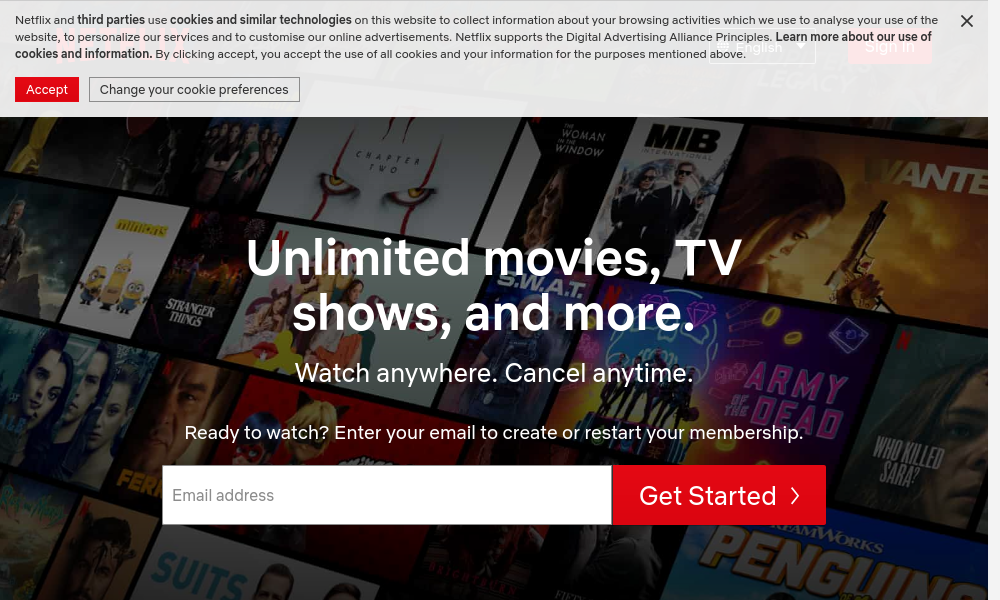 Netflix and third parties use cookies and similar technologies on this website to collect information about your browsing activities which we use to analyse your use of the
website, to personalize our services and to customise our online advertisements. Netflix supports the Digital Advertising Alliance Principles. Learn more about our use of
cookies and information. By clicking accept, you accept the use of all cookies and your information for the purposes mentioned above.
English
Sign In
Accept
Change your cookie preferences
LEGACY
CHAPTER
TWO
THE
WOMAN
IN THE
WINDOW
MIB
INTERNATIONAL
WANTE
minions
STRANGER
THINGS
Unlimited movies, TV
shows, and more.
S.W.A.T.
Watch anywhere. Cancel anytime.
ARMY
OF THE
DEAD
Ready to watch? Enter your email to create or restart your membership.
WHO KILLED
SARA?
FER
Email address
Get Started
DREAMWORKS
PENGUINS
SUITS
BRIGHTBURN
FIFTY